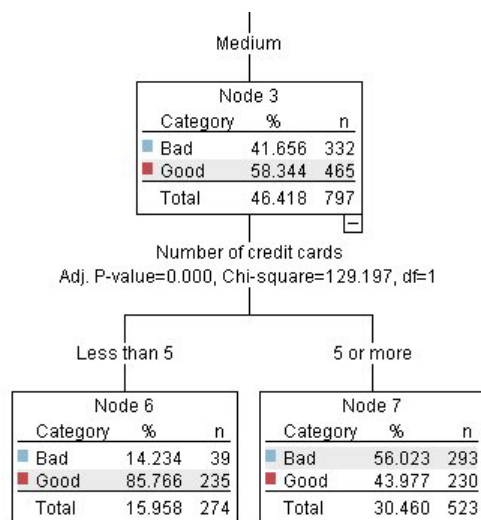 Medium
Node 3
Category % n
Bad 41.656 332
Good 58.344 465
Total 46.418 797
Number of credit cards
Adj. P-value=0.000, Chi-square=129.197, df=1
Less than 5
5 or more
Node 6
Category % n
Bad 14.234 39
Good 85.766 235
Total 15.958 274
Node 7
Category % n
Bad 56.023 293
Good 43.977 230
Total 30.460 523